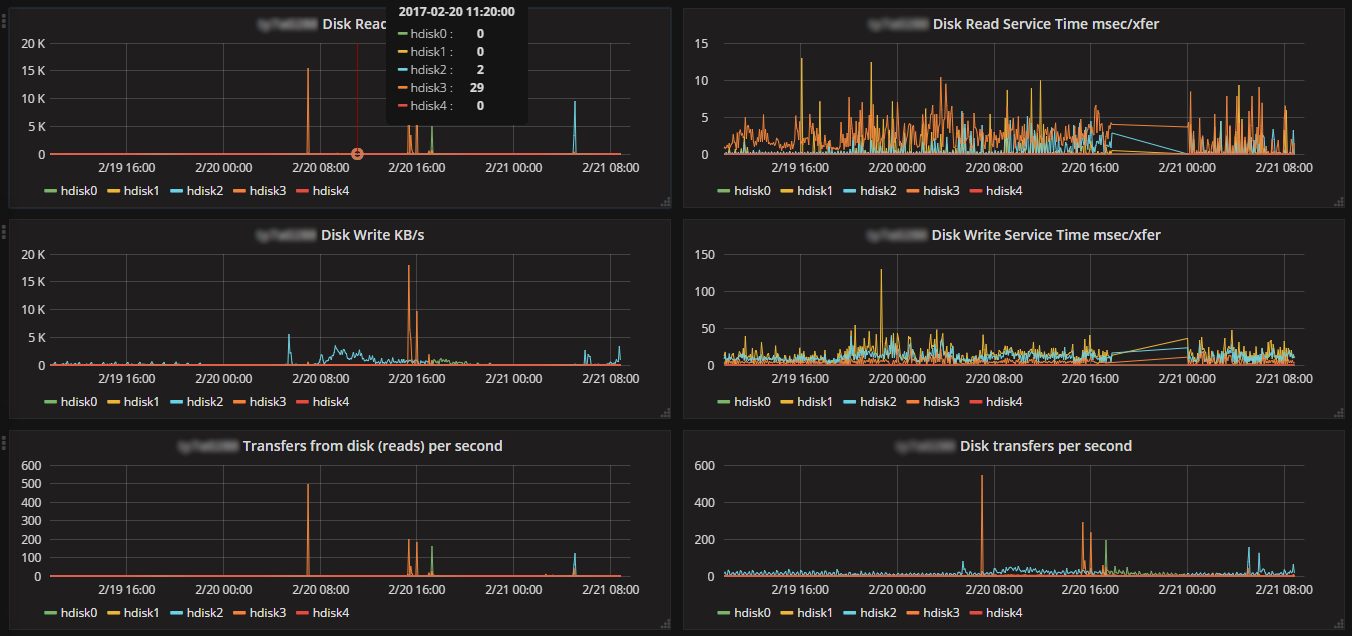 Disk Read
2017-02-20 11:20:00
hdisk0 : 0
hdisk1 : 0
hdisk2 : 2
hdisk3 : 29
hdisk4 : 0
20 K
15 K
10 K
5 K
0
2/19 16:00 2/20 00:00 2/20 08:00 2/20 16:00 2/21 00:00 2/21 08:00
hdisk0 hdisk1 hdisk2 hdisk3 hdisk4
Disk Read Service Time msec/xfer
15
10
5
0
2/19 16:00 2/20 00:00 2/20 08:00 2/20 16:00 2/21 00:00 2/21 08:00
hdisk0 hdisk1 hdisk2 hdisk3 hdisk4
Disk Write KB/s
20 K
15 K
10 K
5 K
0
2/19 16:00 2/20 00:00 2/20 08:00 2/20 16:00 2/21 00:00 2/21 08:00
hdisk0 hdisk1 hdisk2 hdisk3 hdisk4
Disk Write Service Time msec/xfer
150
100
50
0
2/19 16:00 2/20 00:00 2/20 08:00 2/20 16:00 2/21 00:00 2/21 08:00
hdisk0 hdisk1 hdisk2 hdisk3 hdisk4
Transfers from disk (reads) per second
600
500
400
300
200
100
0
2/19 16:00 2/20 00:00 2/20 08:00 2/20 16:00 2/21 00:00 2/21 08:00
hdisk0 hdisk1 hdisk2 hdisk3 hdisk4
Disk transfers per second
600
400
200
0
2/19 16:00 2/20 00:00 2/20 08:00 2/20 16:00 2/21 00:00 2/21 08:00
hdisk0 hdisk1 hdisk2 hdisk3 hdisk4